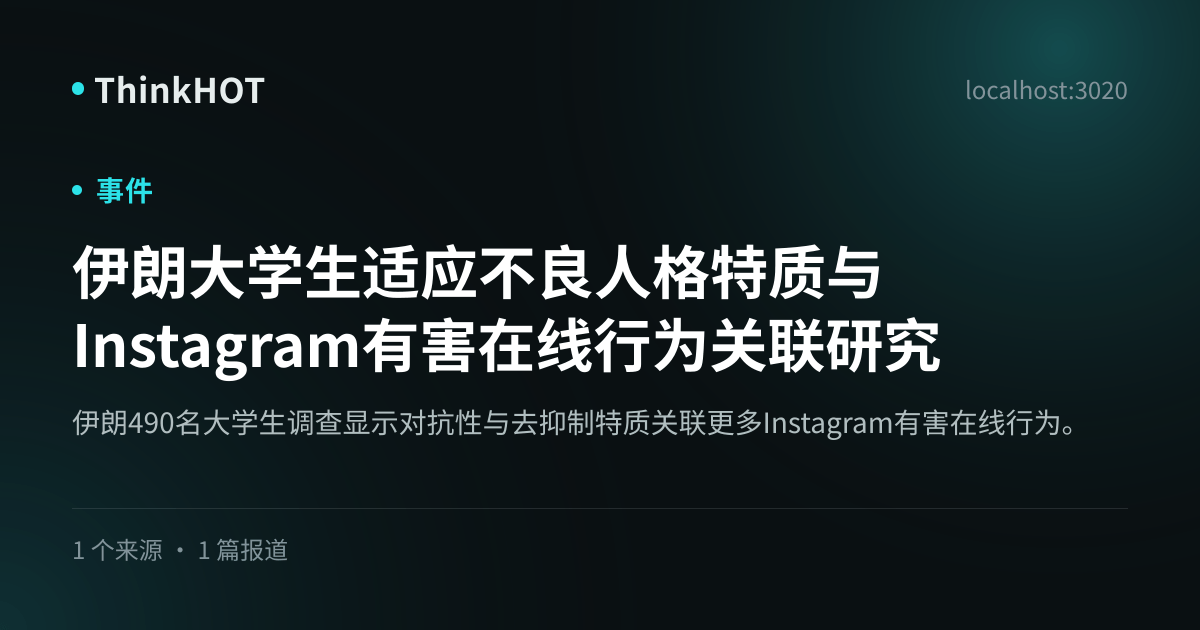 ThinkHOT
localhost:3020
事件
伊朗大学生适应不良人格特质与
Instagram有害在线行为关联研究
伊朗490名大学生调查显示对抗性与去抑制特质关联更多Instagram有害在线行为。
1 个来源 · 1 篇报道